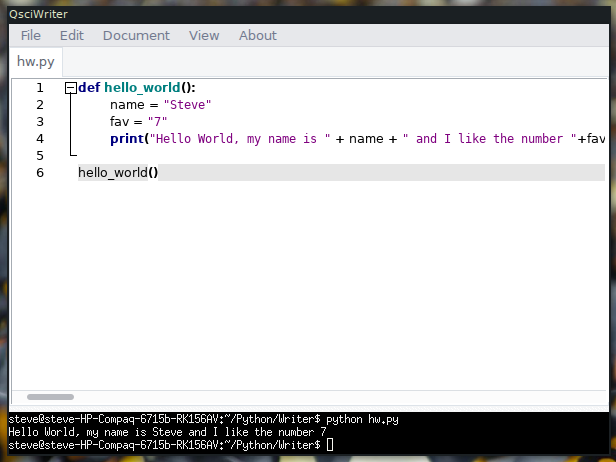 QsciWriter
File Edit Document View About
hw.py
1 def hello_world():
2 name = "Steve"
3 fav = "7"
4 print("Hello World, my name is " + name + " and I like the number "+fav
5
6 hello_world()
steve@steve-HP-Compaq-6715b-RK156AV:~/Python/Writer$ python hw.py
Hello World, my name is Steve and I like the number 7
steve@steve-HP-Compaq-6715b-RK156AV:~/Python/Writer$